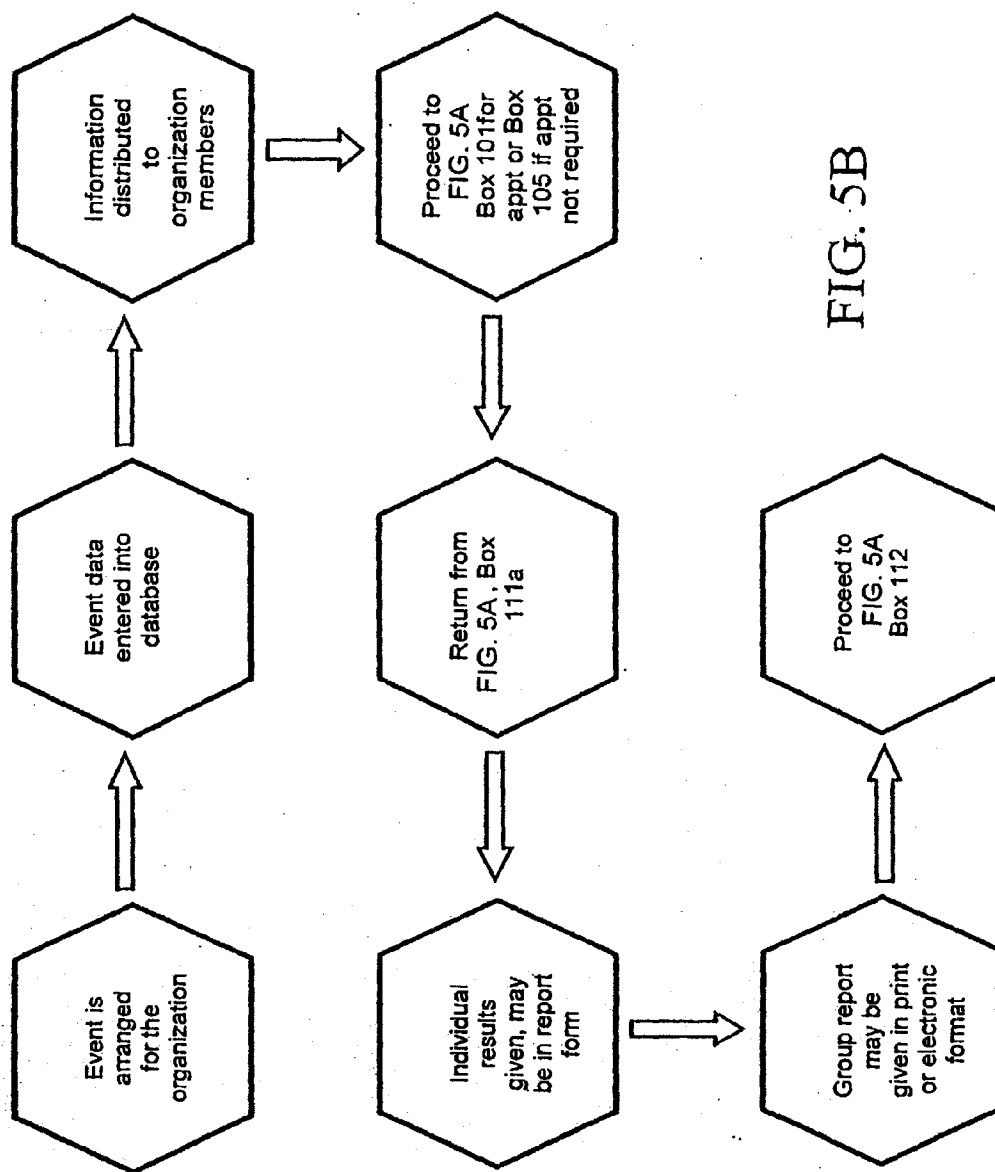 Event is
arranged
for the
organization
Event data
entered into
database
Information
distributed
to
organization
members
Proceed to
FIG. 5A
Box 101for
appt or Box
105 if appt
not required
Return from
FIG. 5A, Box
111a
Individual
results
given, may
be in report
form
Group report
may be
given in print
or electronic
format
Proceed to
FIG. 5A
Box 112
FIG. 5B